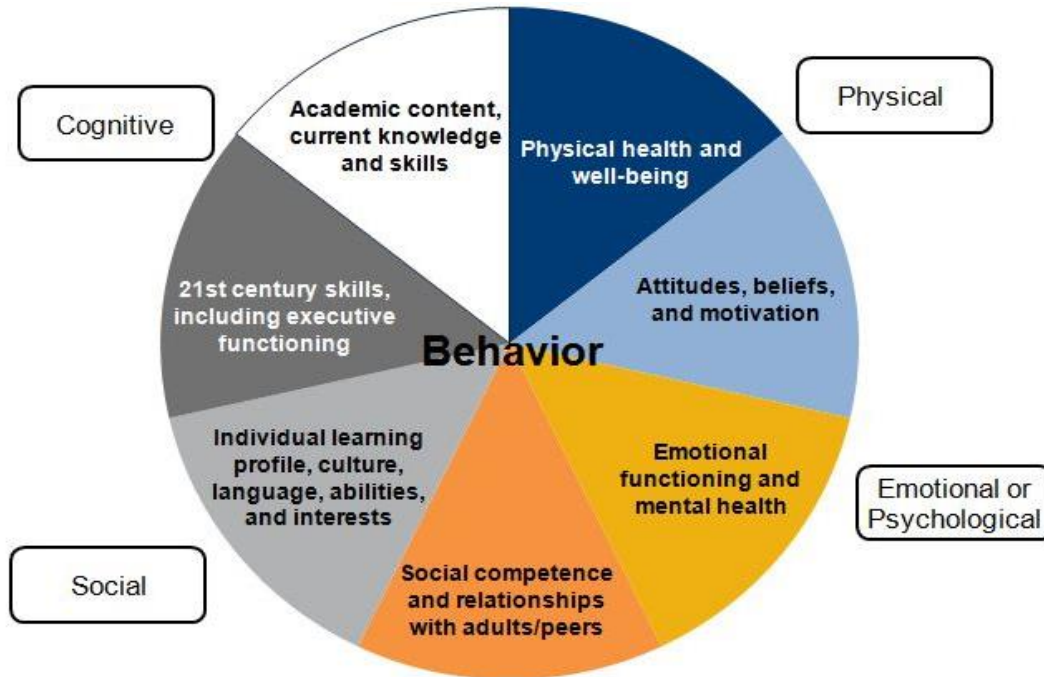 Cognitive
Physical
Academic content,
current knowledge
and skills
Physical health and
well-being
21st century skills,
including executive
functioning
Attitudes, beliefs,
and motivation
Behavior
Individual learning
profile, culture,
language, abilities,
and interests
Emotional
functioning and
mental health
Emotional or
Psychological
Social
Social competence
and relationships
with adults/peers